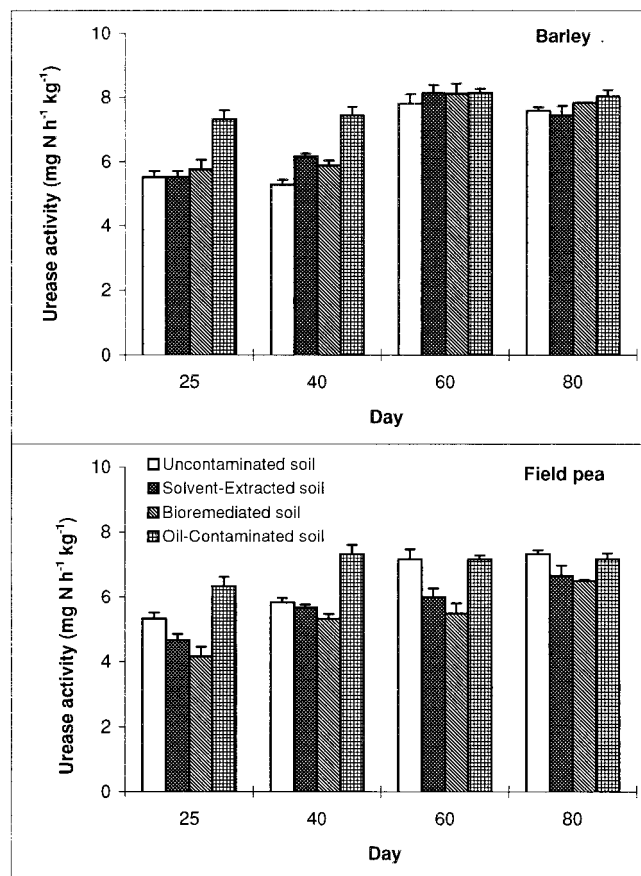 Barley
Urease activity (mg N h⁻¹ kg⁻¹)
10
8
6
4
2
0
25 40 60 80
Day
Uncontaminated soil
Solvent-Extracted soil
Bioremediated soil
Oil-Contaminated soil
Field pea
Urease activity (mg N h⁻¹ kg⁻¹)
10
8
6
4
2
0
25 40 60 80
Day